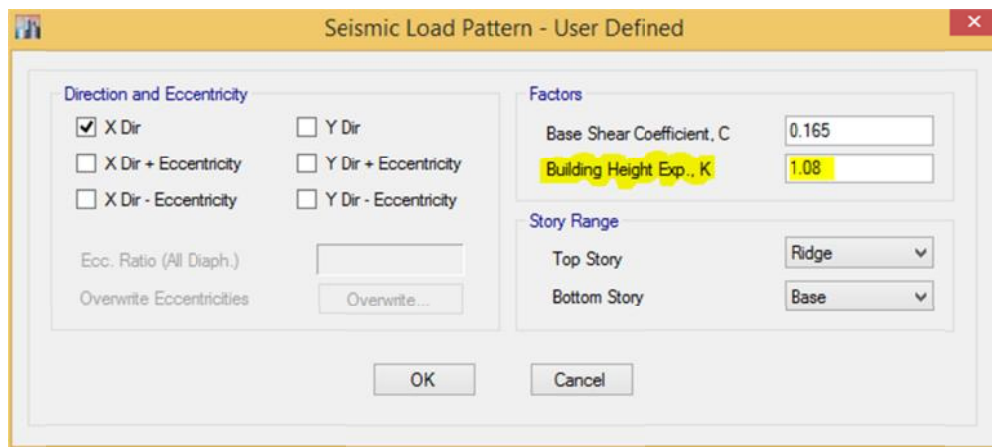 Seismic Load Pattern - User Defined
Direction and Eccentricity
X Dir
Y Dir
X Dir + Eccentricity
Y Dir + Eccentricity
X Dir - Eccentricity
Y Dir - Eccentricity
Ecc. Ratio (All Diaph.)
Overwrite Eccentricities
Overwrite...
Factors
Base Shear Coefficient, C
0.165
Building Height Exp., K
1.08
Story Range
Top Story
Ridge
Bottom Story
Base
OK
Cancel